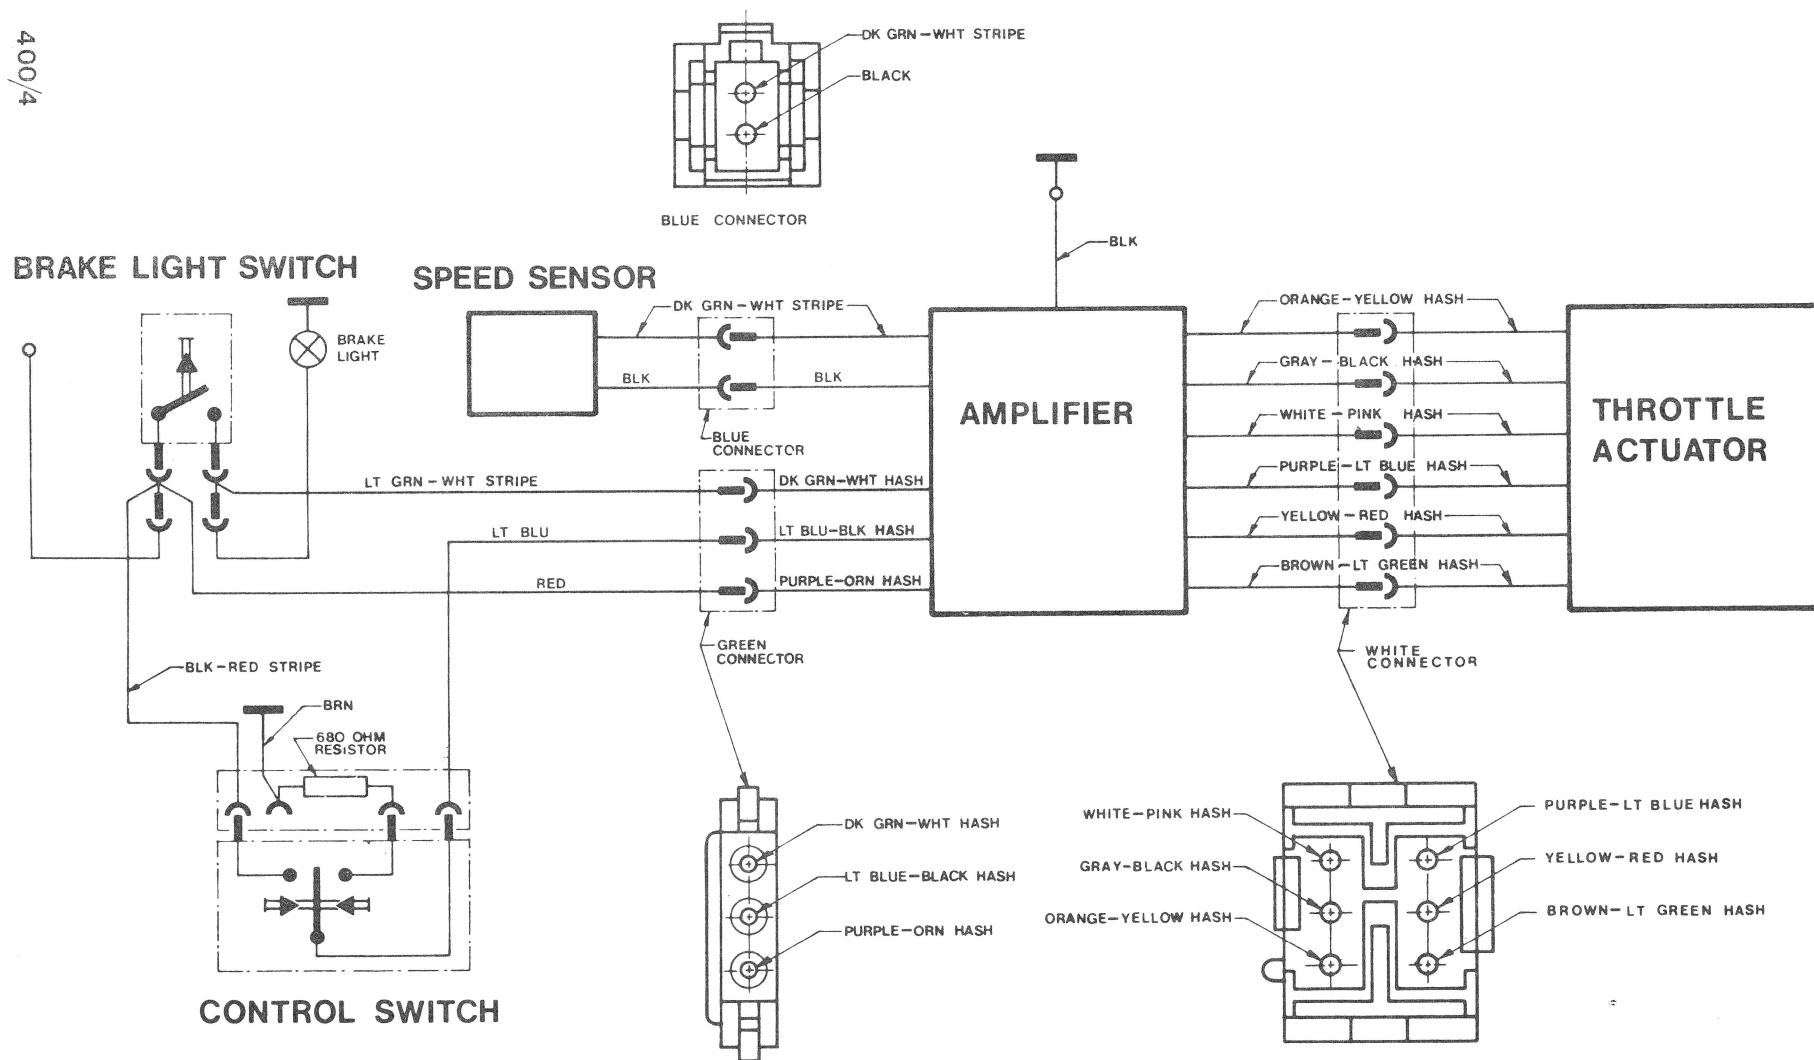 400/4
DK GRN-WHT STRIPE
BLACK
BLUE CONNECTOR
BLK
BRAKE LIGHT SWITCH
SPEED SENSOR
BRAKE
LIGHT
DK GRN-WHT STRIPE
BLK
BLK
BLUE
CONNECTOR
AMPLIFIER
ORANGE-YELLOW HASH
GRAY-BLACK HASH
WHITE-PINK HASH
PURPLE-LT BLUE HASH
YELLOW-RED HASH
BROWN-LT GREEN HASH
THROTTLE
ACTUATOR
LT GRN-WHT STRIPE
DK GRN-WHT HASH
LT BLU
LT BLU-BLK HASH
RED
PURPLE-ORN HASH
GREEN
CONNECTOR
WHITE
CONNECTOR
BLK-RED STRIPE
BRN
680 OHM
RESISTOR
CONTROL SWITCH
DK GRN-WHT HASH
LT BLUE-BLACK HASH
PURPLE-ORN HASH
WHITE-PINK HASH
GRAY-BLACK HASH
ORANGE-YELLOW HASH
PURPLE-LT BLUE HASH
YELLOW-RED HASH
BROWN-LT GREEN HASH